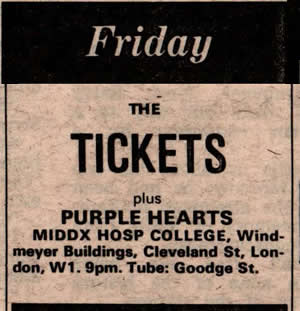 Friday
THE
TICKETS
plus
PURPLE HEARTS
MIDDX HOSP COLLEGE, Wind-
meyer Buildings, Cleveland St, Lon-
don, W1. 9pm. Tube: Goodge St.